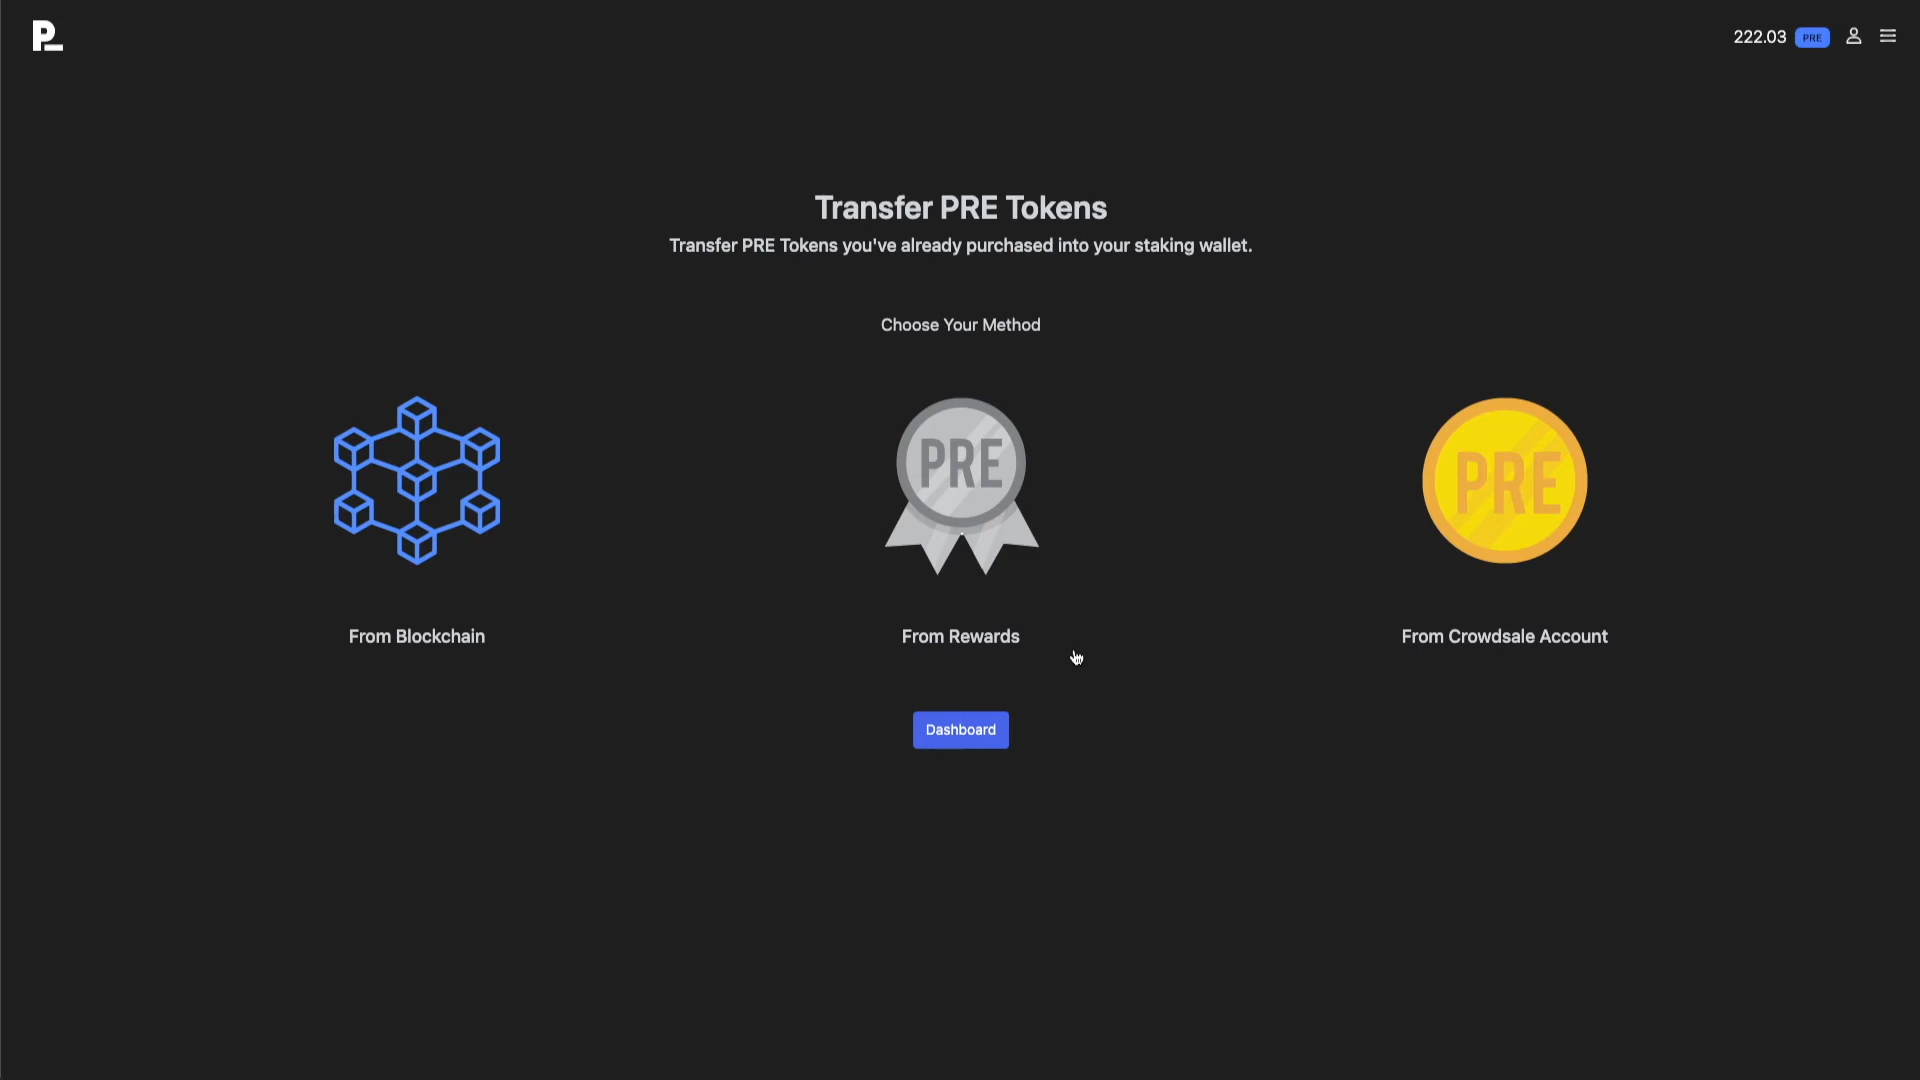 P_
222.03 PRE
Transfer PRE Tokens
Transfer PRE Tokens you've already purchased into your staking wallet.
Choose Your Method
PRE
PRE
From Blockchain
From Rewards
From Crowdsale Account
Dashboard